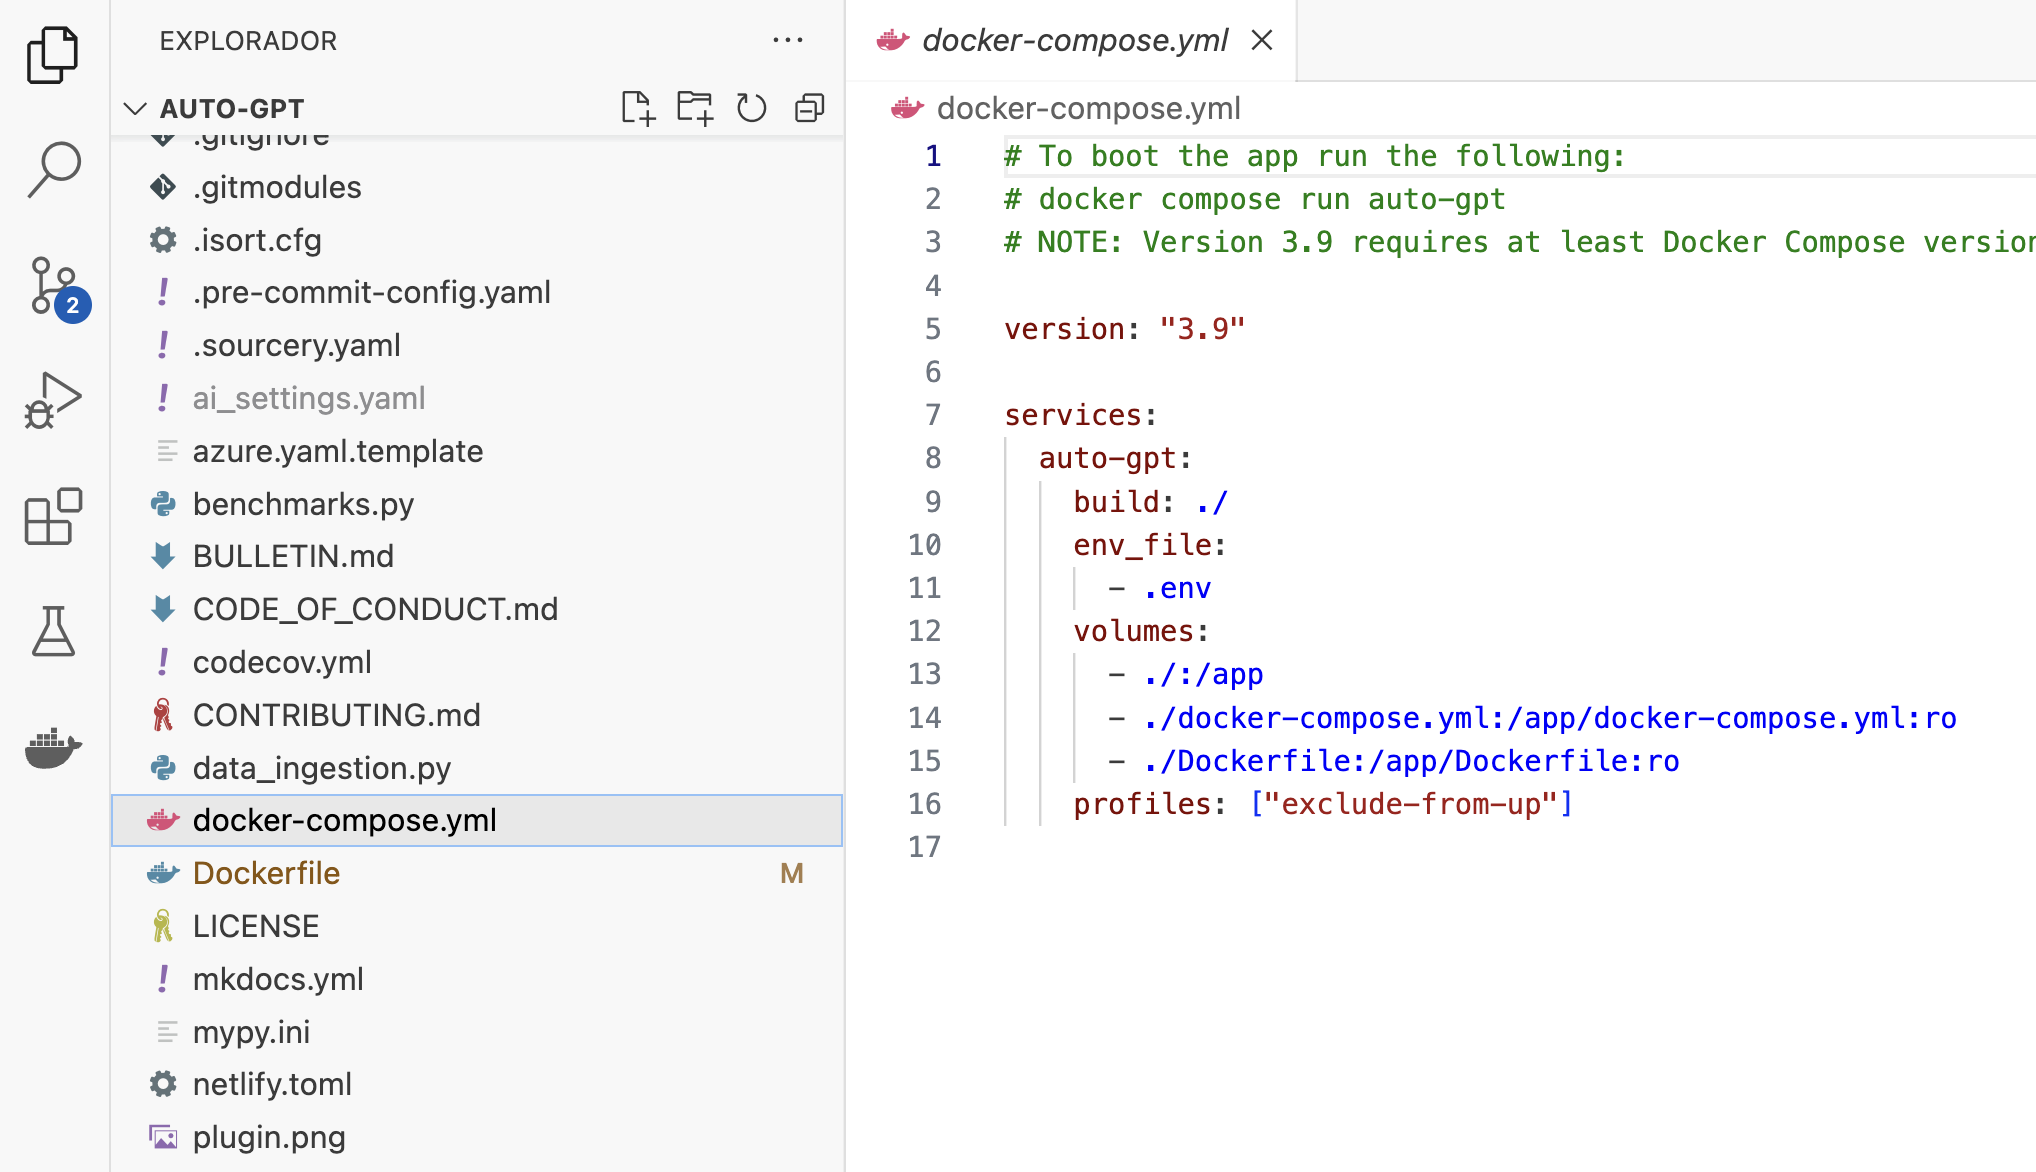 EXPLORADOR
AUTO-GPT
.gitignore
.gitmodules
.isort.cfg
.pre-commit-config.yaml
.sourcery.yaml
ai_settings.yaml
azure.yaml.template
benchmarks.py
BULLETIN.md
CODE_OF_CONDUCT.md
codecov.yml
CONTRIBUTING.md
data_ingestion.py
docker-compose.yml
Dockerfile M
LICENSE
mkdocs.yml
mypy.ini
netlify.toml
plugin.png
2
docker-compose.yml
docker-compose.yml
1 # To boot the app run the following:
2 # docker compose run auto-gpt
3 # NOTE: Version 3.9 requires at least Docker Compose version
4
5 version: "3.9"
6
7 services:
8   auto-gpt:
9     build: ./
10     env_file:
11       - .env
12     volumes:
13       - ./:/app
14       - ./docker-compose.yml:/app/docker-compose.yml:ro
15       - ./Dockerfile:/app/Dockerfile:ro
16     profiles: ["exclude-from-up"]
17